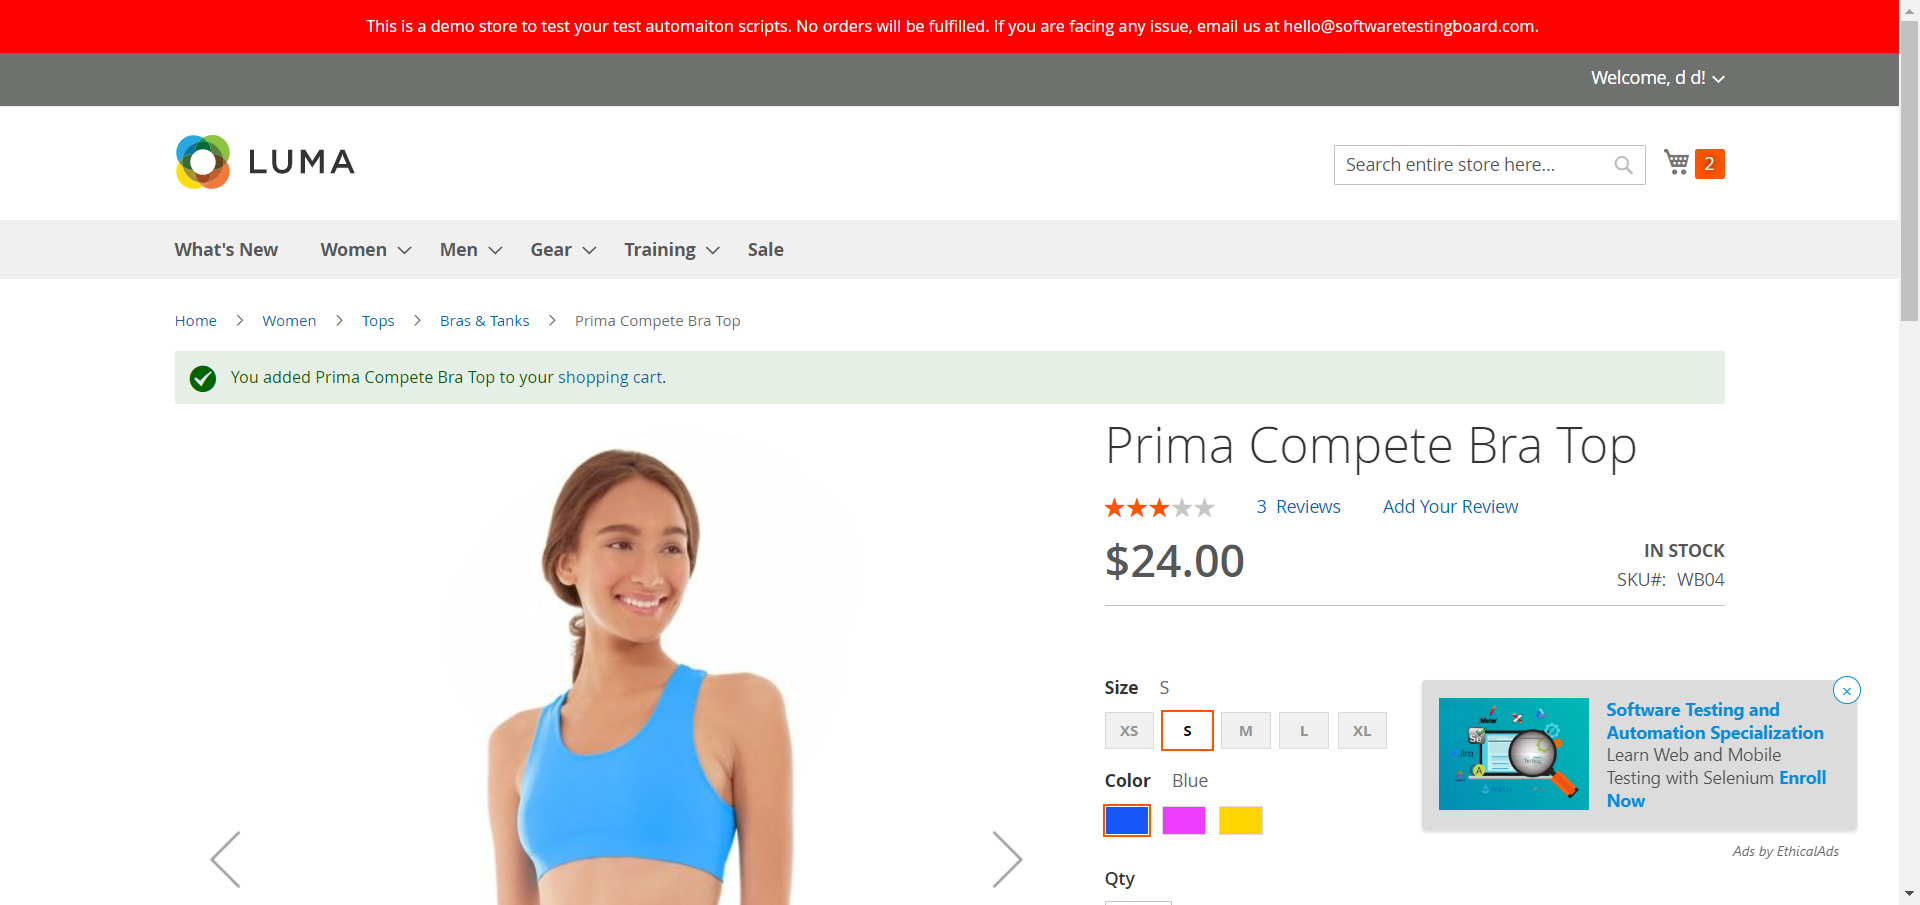 This is a demo store to test your test automaiton scripts. No orders will be fulfilled. If you are facing any issue, email us at hello@softwaretestingboard.com.
Welcome, d d!
LUMA
Search entire store here...
2
What's New Women Men Gear Training Sale
Home Women Tops Bras & Tanks Prima Compete Bra Top
You added Prima Compete Bra Top to your shopping cart.
Prima Compete Bra Top
3 Reviews Add Your Review
$24.00
IN STOCK
SKU#: WB04
Size S
XS S M L XL
Color Blue
Qty
Software Testing and
Automation Specialization
Learn Web and Mobile
Testing with Selenium Enroll
Now
Meter
Se
Jira
A
Ads by EthicalAds